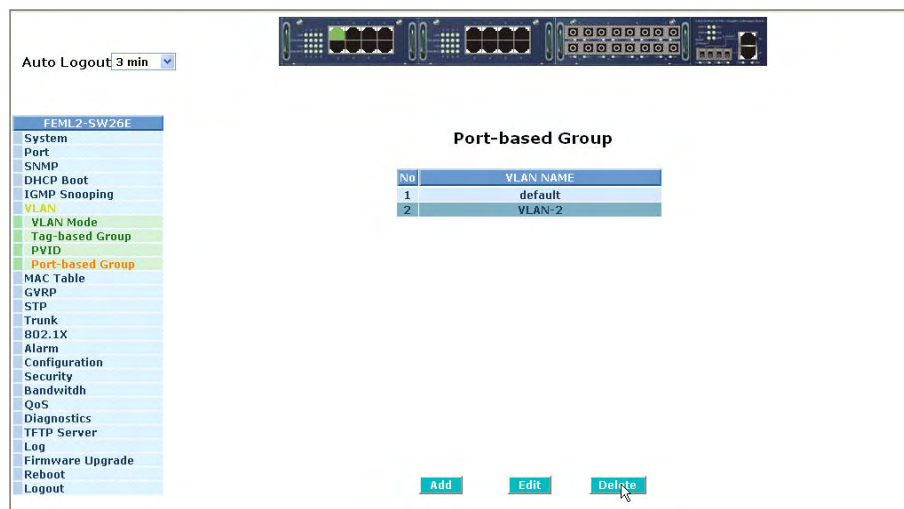 Auto Logout 3 min
FEML2-SW26E
System
Port
SNMP
DHCP Boot
IGMP Snooping
VLAN
VLAN Mode
Tag-based Group
PVID
Port-based Group
MAC Table
GVRP
STP
Trunk
802.1X
Alarm
Configuration
Security
Bandwitdh
QoS
Diagnostics
TFTP Server
Log
Firmware Upgrade
Reboot
Logout
Port-based Group
No VLAN NAME
1 default
2 VLAN-2
Add Edit Delete